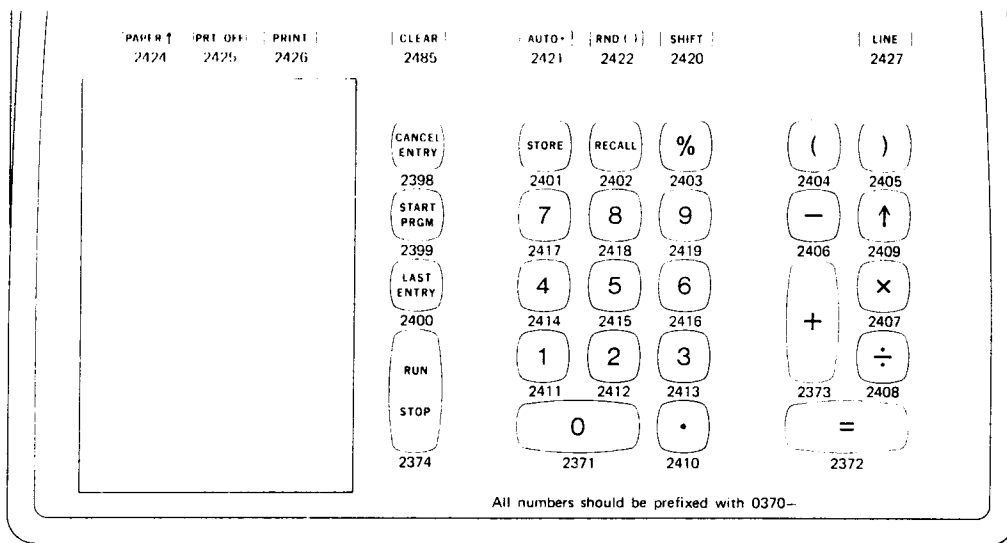 PAPER ↑ PRT OFF PRINT CLEAR AUTO+ RND ( ) SHIFT LINE
2424 2425 2426 2485 2421 2422 2420 2427
CANCEL ENTRY STORE RECALL % ( )
2398 2401 2402 2403 2404 2405
START PRGM 7 8 9 − ↑
2399 2417 2418 2419 2406 2409
LAST ENTRY 4 5 6 + ×
2400 2414 2415 2416 2407
RUN STOP 1 2 3 ÷
2411 2412 2413 2373 2408
0 . =
2374 2371 2410 2372
All numbers should be prefixed with 0370–